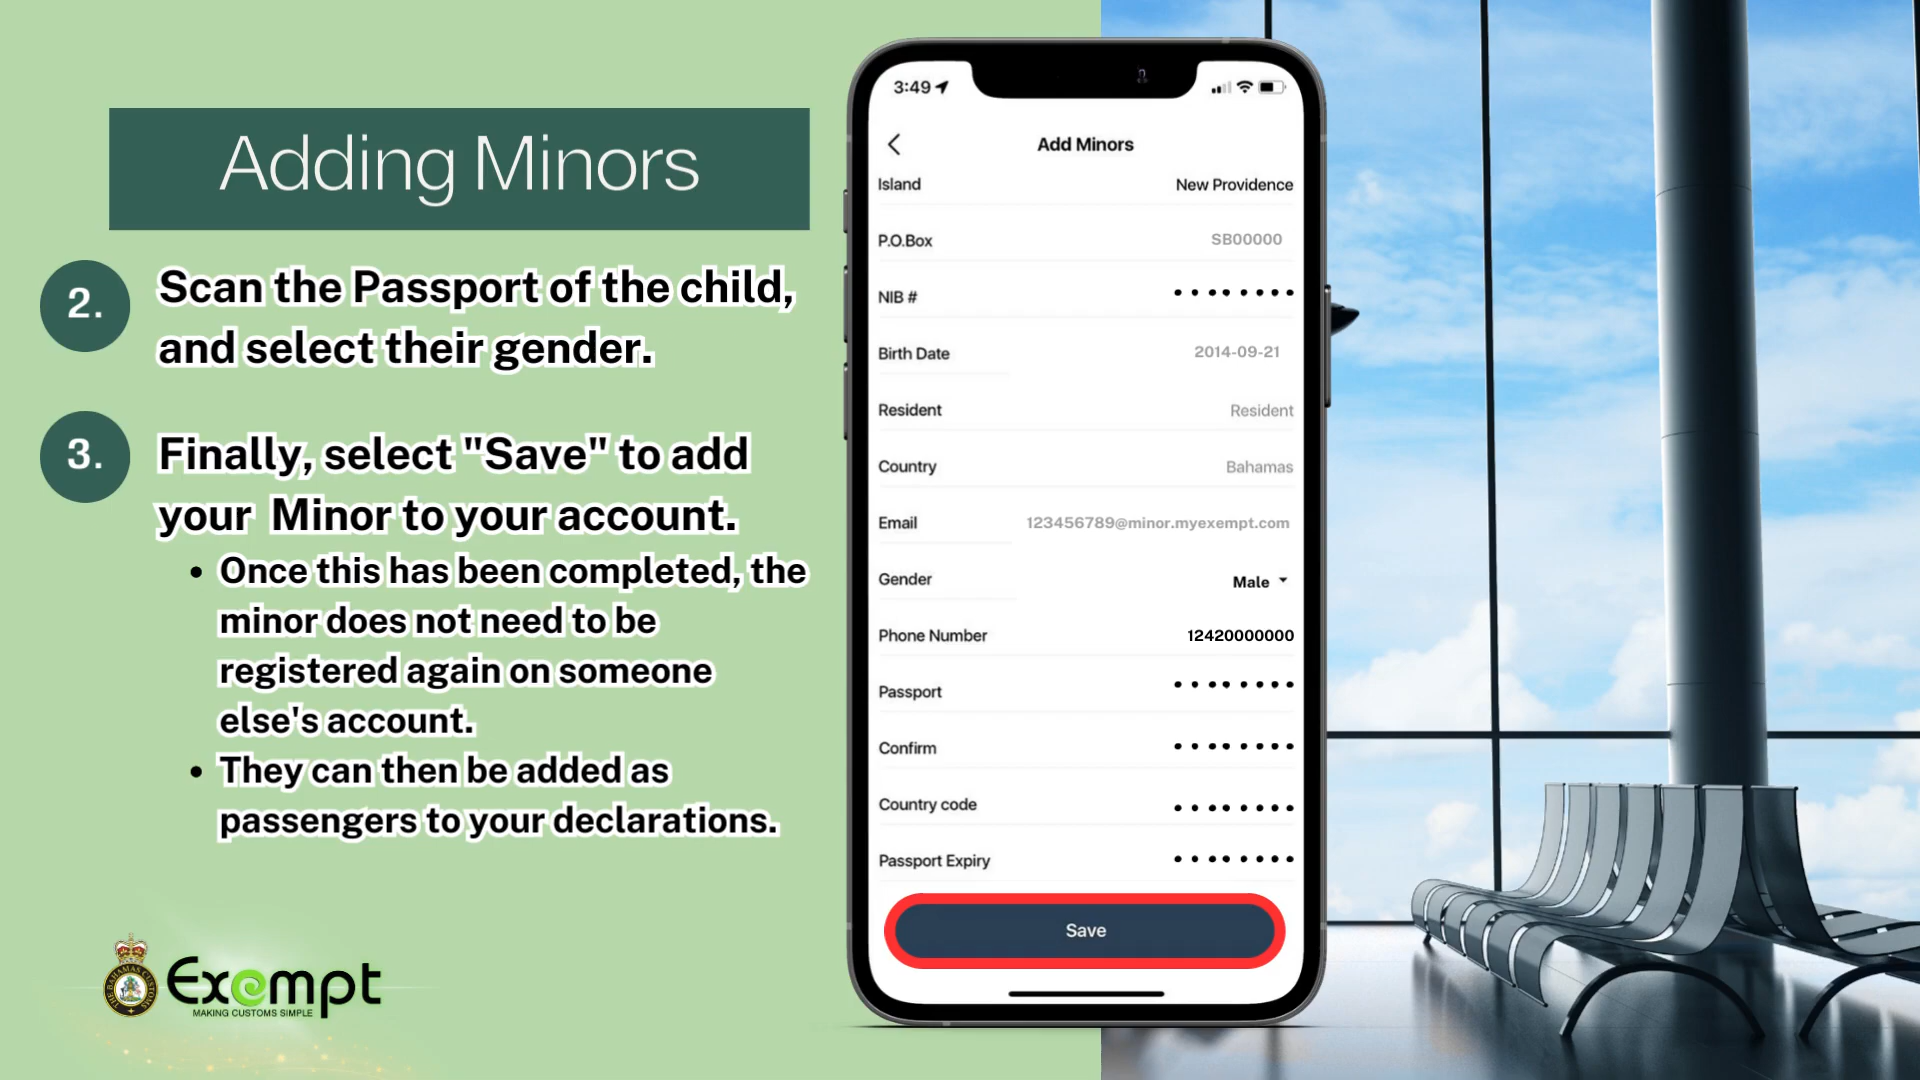 Adding Minors
2.
Scan the Passport of the child,
and select their gender.
3.
Finally, select "Save" to add
your Minor to your account.
• Once this has been completed, the
minor does not need to be
registered again on someone
else's account.
• They can then be added as
passengers to your declarations.
Exempt
MAKING CUSTOMS SIMPLE
3:49
Add Minors
Island New Providence
P.O.Box SB00000
NIB # ••••••••
Birth Date 2014-09-21
Resident Resident
Country Bahamas
Email 123456789@minor.myexempt.com
Gender Male
Phone Number 12420000000
Passport ••••••••
Confirm ••••••••
Country code ••••••••
Passport Expiry ••••••••
Save